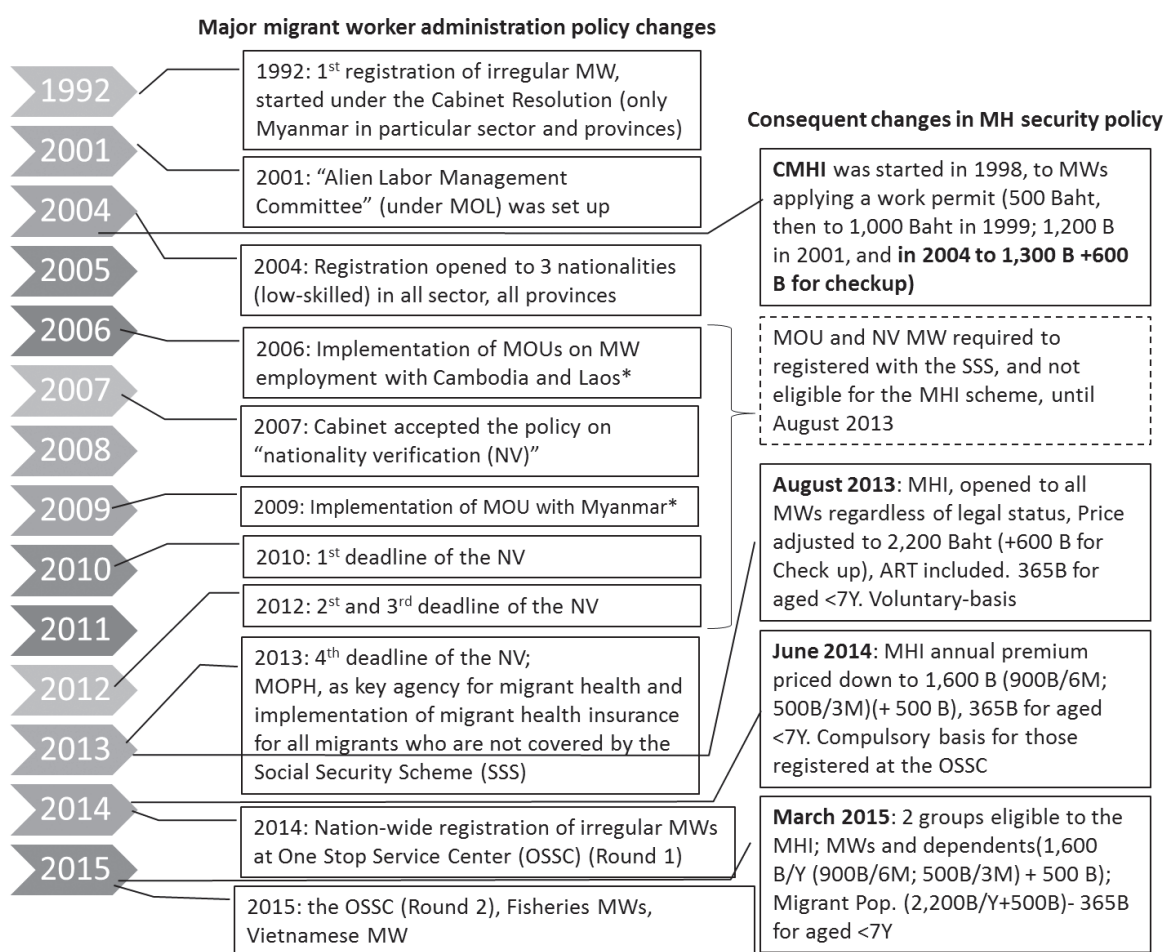 Major migrant worker administration policy changes
1992
2001
2004
2005
2006
2007
2008
2009
2010
2011
2012
2013
2014
2015
1992: 1st registration of irregular MW,
started under the Cabinet Resolution (only
Myanmar in particular sector and provinces)
2001: “Alien Labor Management
Committee” (under MOL) was set up
2004: Registration opened to 3 nationalities
(low-skilled) in all sector, all provinces
2006: Implementation of MOUs on MW
employment with Cambodia and Laos*
2007: Cabinet accepted the policy on
“nationality verification (NV)”
2009: Implementation of MOU with Myanmar*
2010: 1st deadline of the NV
2012: 2st and 3rd deadline of the NV
2013: 4th deadline of the NV;
MOPH, as key agency for migrant health and
implementation of migrant health insurance
for all migrants who are not covered by the
Social Security Scheme (SSS)
2014: Nation-wide registration of irregular MWs
at One Stop Service Center (OSSC) (Round 1)
2015: the OSSC (Round 2), Fisheries MWs,
Vietnamese MW
Consequent changes in MH security policy
CMHI was started in 1998, to MWs
applying a work permit (500 Baht,
then to 1,000 Baht in 1999; 1,200 B
in 2001, and in 2004 to 1,300 B +600
B for checkup)
MOU and NV MW required to
registered with the SSS, and not
eligible for the MHI scheme, until
August 2013
August 2013: MHI, opened to all
MWs regardless of legal status, Price
adjusted to 2,200 Baht (+600 B for
Check up), ART included. 365B for
aged <7Y. Voluntary-basis
June 2014: MHI annual premium
priced down to 1,600 B (900B/6M;
500B/3M)(+ 500 B), 365B for aged
<7Y. Compulsory basis for those
registered at the OSSC
March 2015: 2 groups eligible to the
MHI; MWs and dependents(1,600
B/Y (900B/6M; 500B/3M) + 500 B);
Migrant Pop. (2,200B/Y+500B)- 365B
for aged <7Y